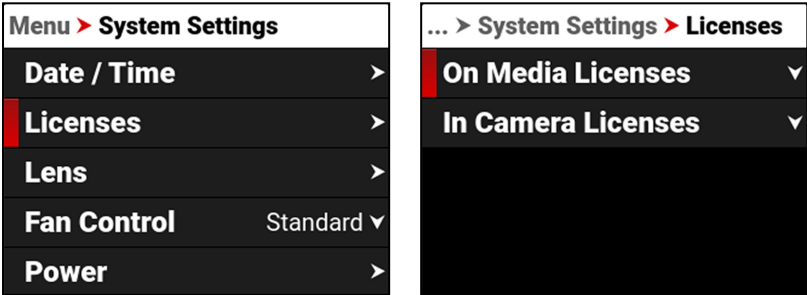 Menu ➤ System Settings
Date / Time
Licenses
Lens
Fan Control Standard
Power
... ➤ System Settings ➤ Licenses
On Media Licenses
In Camera Licenses